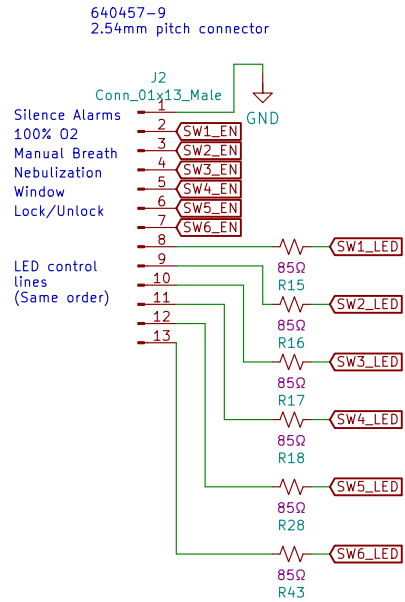 640457-9
2.54mm pitch connector
J2
Conn_01x13_Male
Silence Alarms
100% O2
Manual Breath
Nebulization
Window
Lock/Unlock
LED control
lines
(Same order)
1
2
3
4
5
6
7
8
9
10
11
12
13
GND
SW1_EN
SW2_EN
SW3_EN
SW4_EN
SW5_EN
SW6_EN
SW1_LED
85Ω
R15
SW2_LED
85Ω
R16
SW3_LED
85Ω
R17
SW4_LED
85Ω
R18
SW5_LED
85Ω
R28
SW6_LED
85Ω
R43